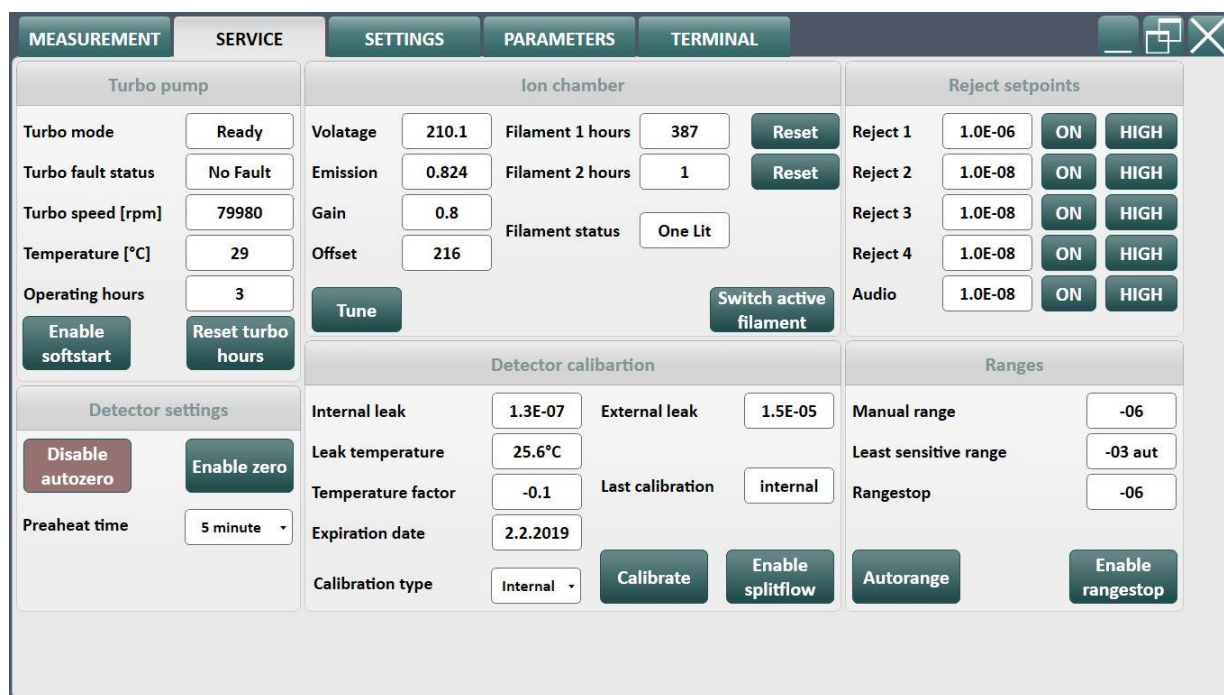 MEASUREMENT
SERVICE
SETTINGS
PARAMETERS
TERMINAL
Turbo pump
Turbo mode
Ready
Turbo fault status
No Fault
Turbo speed [rpm]
79980
Temperature [°C]
29
Operating hours
3
Enable
softstart
Reset turbo
hours
Detector settings
Disable
autozero
Enable zero
Preaheat time
5 minute
Ion chamber
Volatage
210.1
Filament 1 hours
387
Reset
Emission
0.824
Filament 2 hours
1
Reset
Gain
0.8
Filament status
One Lit
Offset
216
Tune
Switch active
filament
Detector calibartion
Internal leak
1.3E-07
External leak
1.5E-05
Leak temperature
25.6°C
Temperature factor
-0.1
Last calibration
internal
Expiration date
2.2.2019
Calibration type
Internal
Calibrate
Enable
splitflow
Reject setpoints
Reject 1
1.0E-06
ON
HIGH
Reject 2
1.0E-08
ON
HIGH
Reject 3
1.0E-08
ON
HIGH
Reject 4
1.0E-08
ON
HIGH
Audio
1.0E-08
ON
HIGH
Ranges
Manual range
-06
Least sensitive range
-03 aut
Rangestop
-06
Autorange
Enable
rangestop